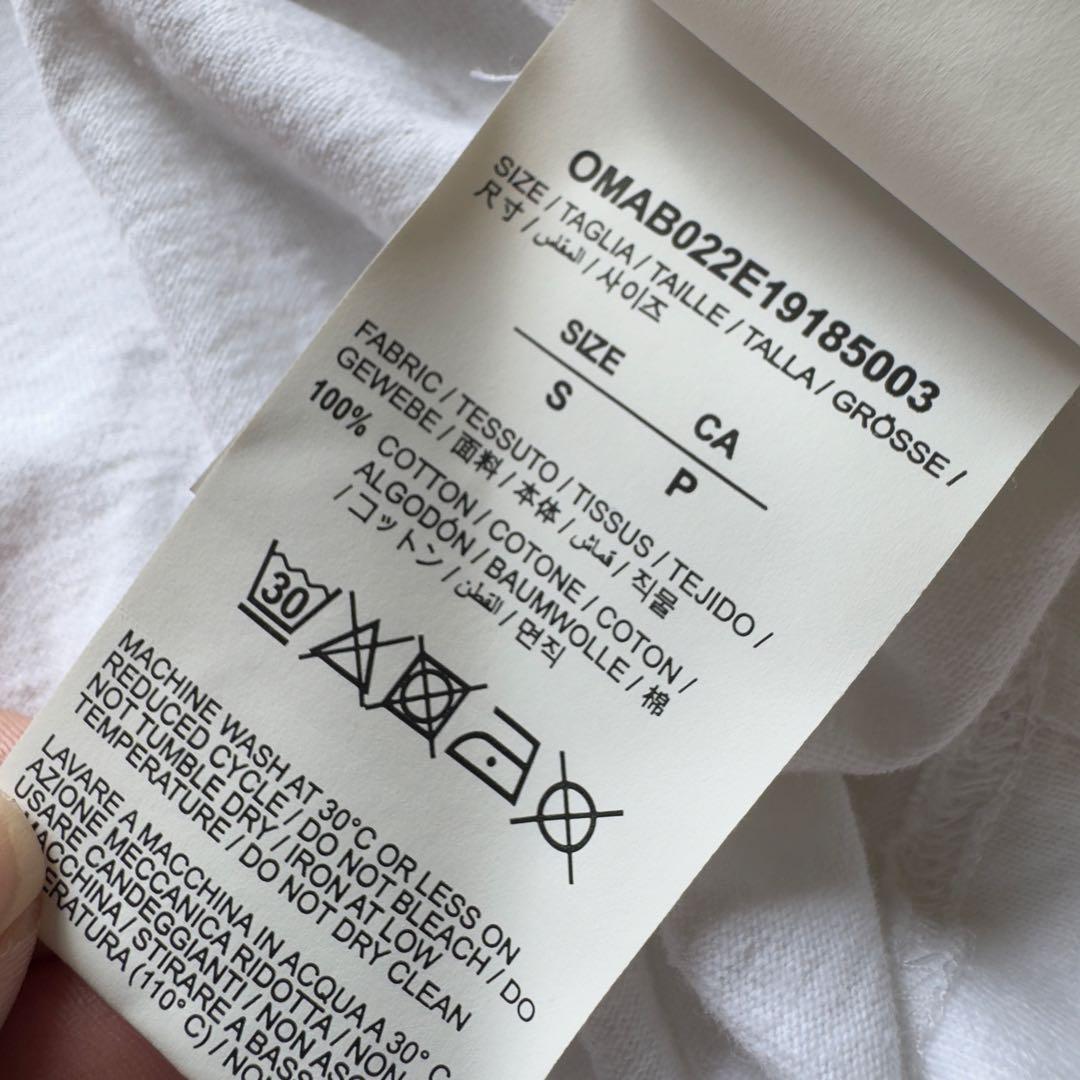 OMAB022E19185003
SIZE / TAGLIA / TAILLE / TALLA / GRÖSSE /
尺寸 / المقاس / 사이즈
SIZE CA
S P
FABRIC / TESSUTO / TISSUS / TEJIDO /
GEWEBE / 面料 / 本体 / قماش / 직물
100% COTTON / COTONE / COTON /
ALGODÓN / BAUMWOLLE / 棉
/ コットン / القطن / 면직
30
MACHINE WASH AT 30°C OR LESS ON
REDUCED CYCLE / DO NOT BLEACH / DO
NOT TUMBLE DRY / IRON AT LOW
TEMPERATURE / DO NOT DRY CLEAN
LAVARE A MACCHINA IN ACQUA A 30°C
AZIONE MECCANICA RIDOTTA / NON
USARE CANDEGGIANTI / NON ASC
MACCHINA / STIRARE A BASS
ERATURA (110°C) / NON